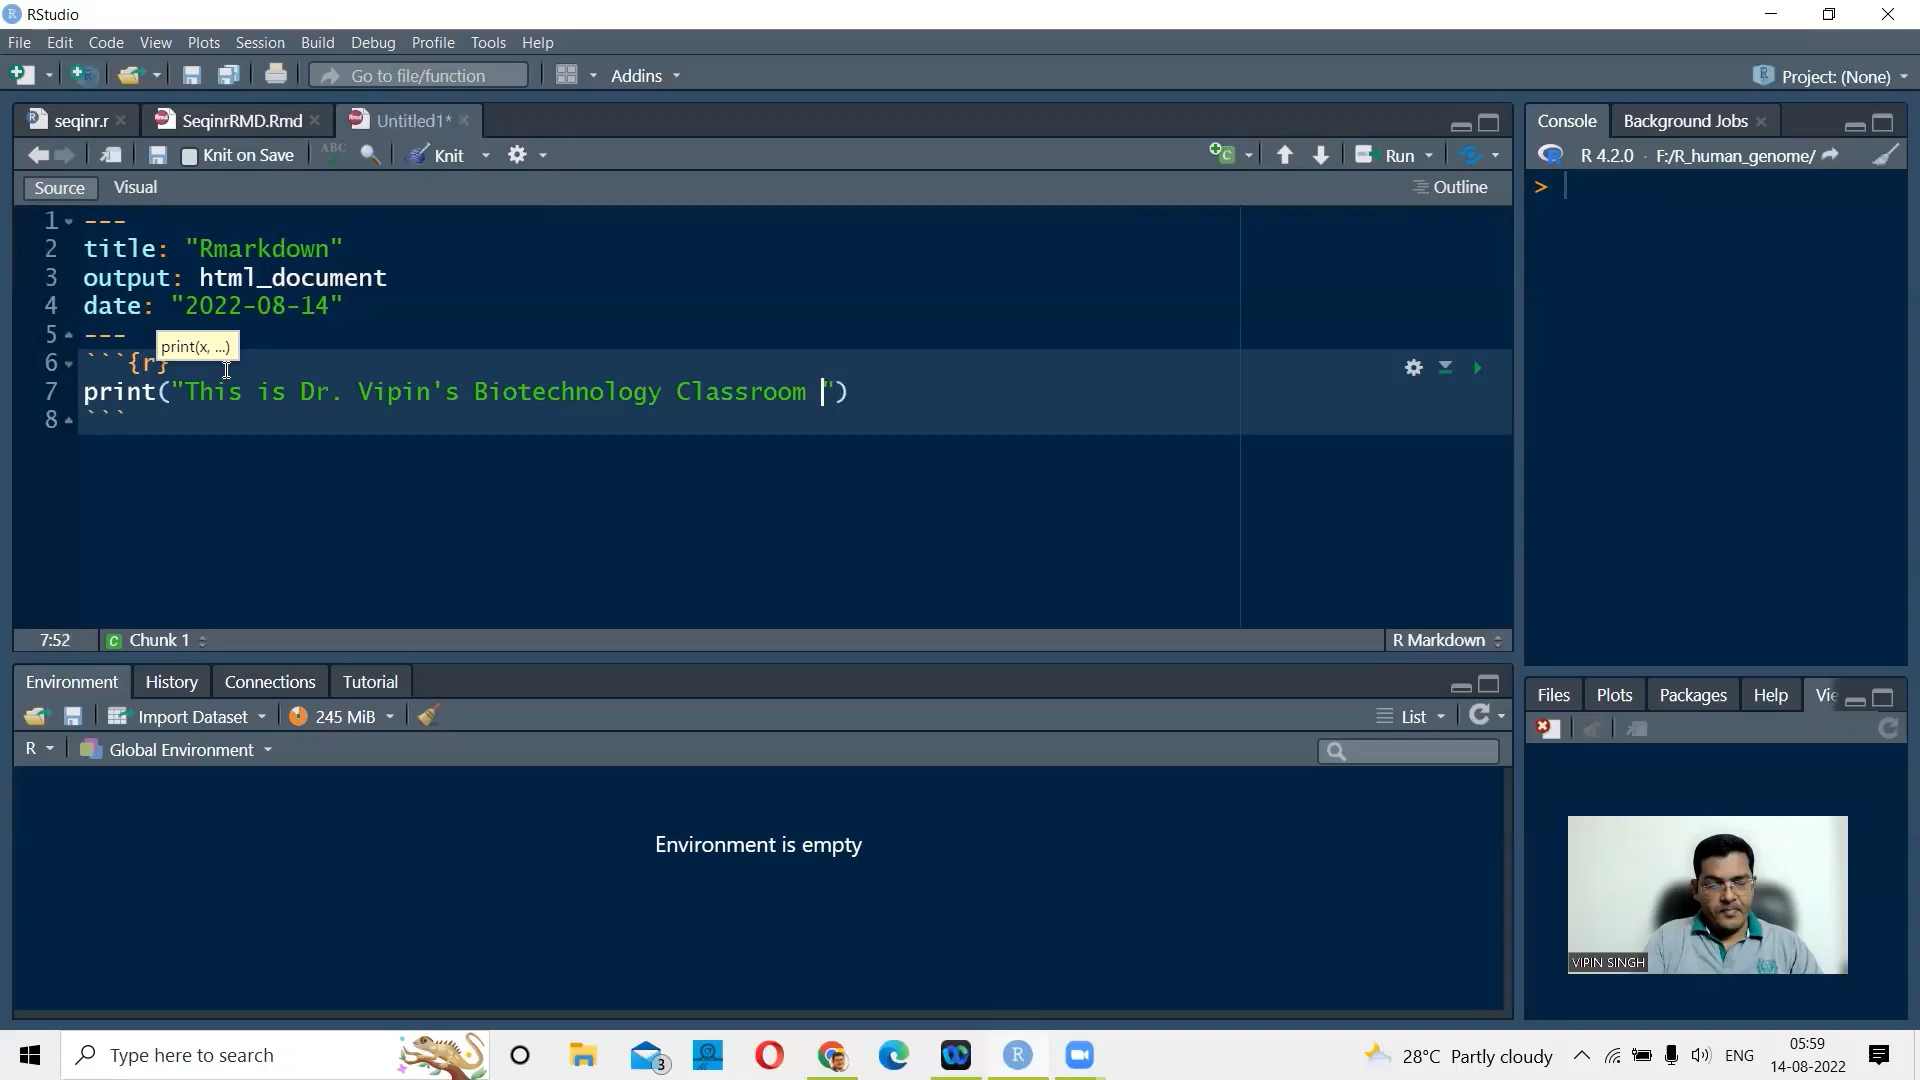 RStudio
File Edit Code View Plots Session Build Debug Profile Tools Help
Go to file/function Addins Project: (None)
seqinr.r SeqinrRMD.Rmd Untitled1*
Knit on Save ABC Knit Run
Source Visual Outline
1 ---
2 title: "Rmarkdown"
3 output: html_document
4 date: "2022-08-14"
5 ---
print(x, ...)
6 ```{r}
7 print("This is Dr. Vipin's Biotechnology Classroom ")
8 ```
7:52 C Chunk 1 R Markdown
Console Background Jobs
R 4.2.0 · F:/R_human_genome/
>
Environment History Connections Tutorial
Import Dataset 245 MiB List
R Global Environment
Environment is empty
Files Plots Packages Help Vie
VIPIN SINGH
Type here to search
3
28°C Partly cloudy ENG
05:59
14-08-2022